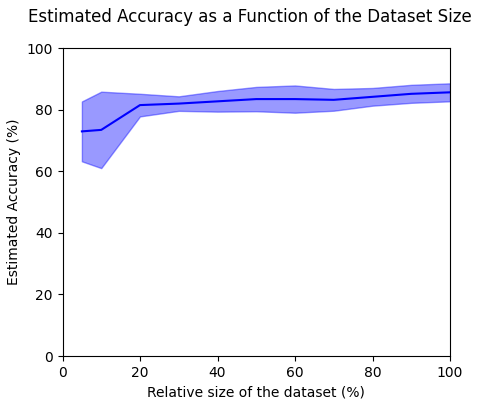 Estimated Accuracy as a Function of the Dataset Size
100
80
60
40
20
0
Estimated Accuracy (%)
0 20 40 60 80 100
Relative size of the dataset (%)